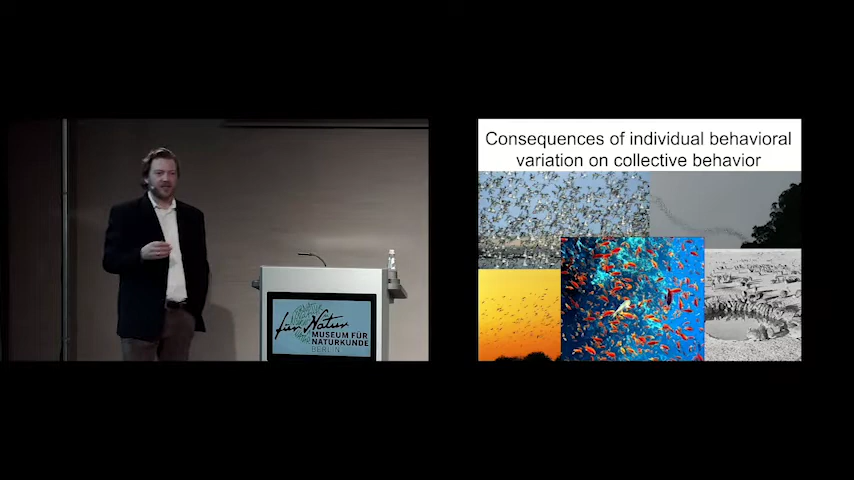 Consequences of individual behavioral
variation on collective behavior
für Natur
MUSEUM FÜR
NATURKUNDE
BERLIN